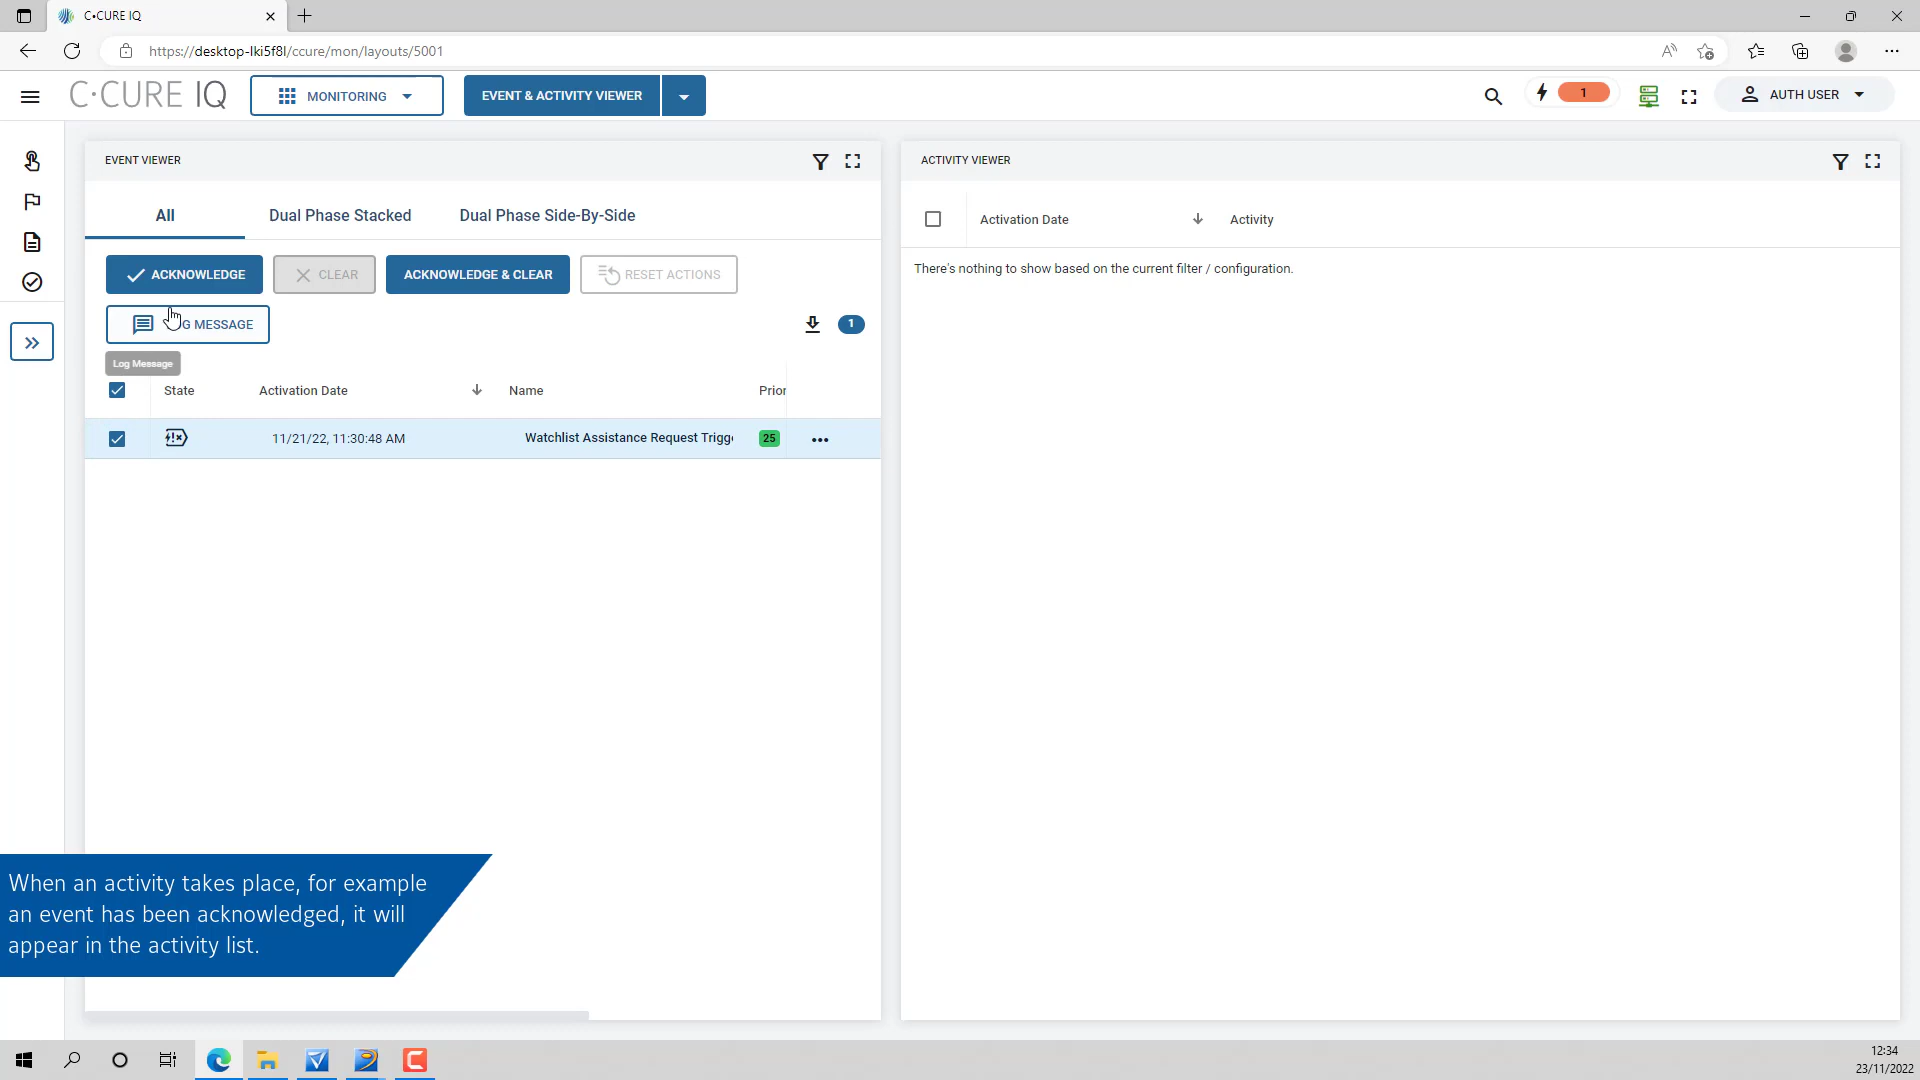 C•CURE IQ
https://desktop-lki5f8l/ccure/mon/layouts/5001
C•CURE IQ
MONITORING
EVENT & ACTIVITY VIEWER
1
AUTH USER
EVENT VIEWER
All
Dual Phase Stacked
Dual Phase Side-By-Side
ACKNOWLEDGE
CLEAR
ACKNOWLEDGE & CLEAR
RESET ACTIONS
G MESSAGE
1
Log Message
State
Activation Date
Name
Prior
11/21/22, 11:30:48 AM
Watchlist Assistance Request Trigge
25
ACTIVITY VIEWER
Activation Date
Activity
There's nothing to show based on the current filter / configuration.
When an activity takes place, for example
an event has been acknowledged, it will
appear in the activity list.
12:34
23/11/2022